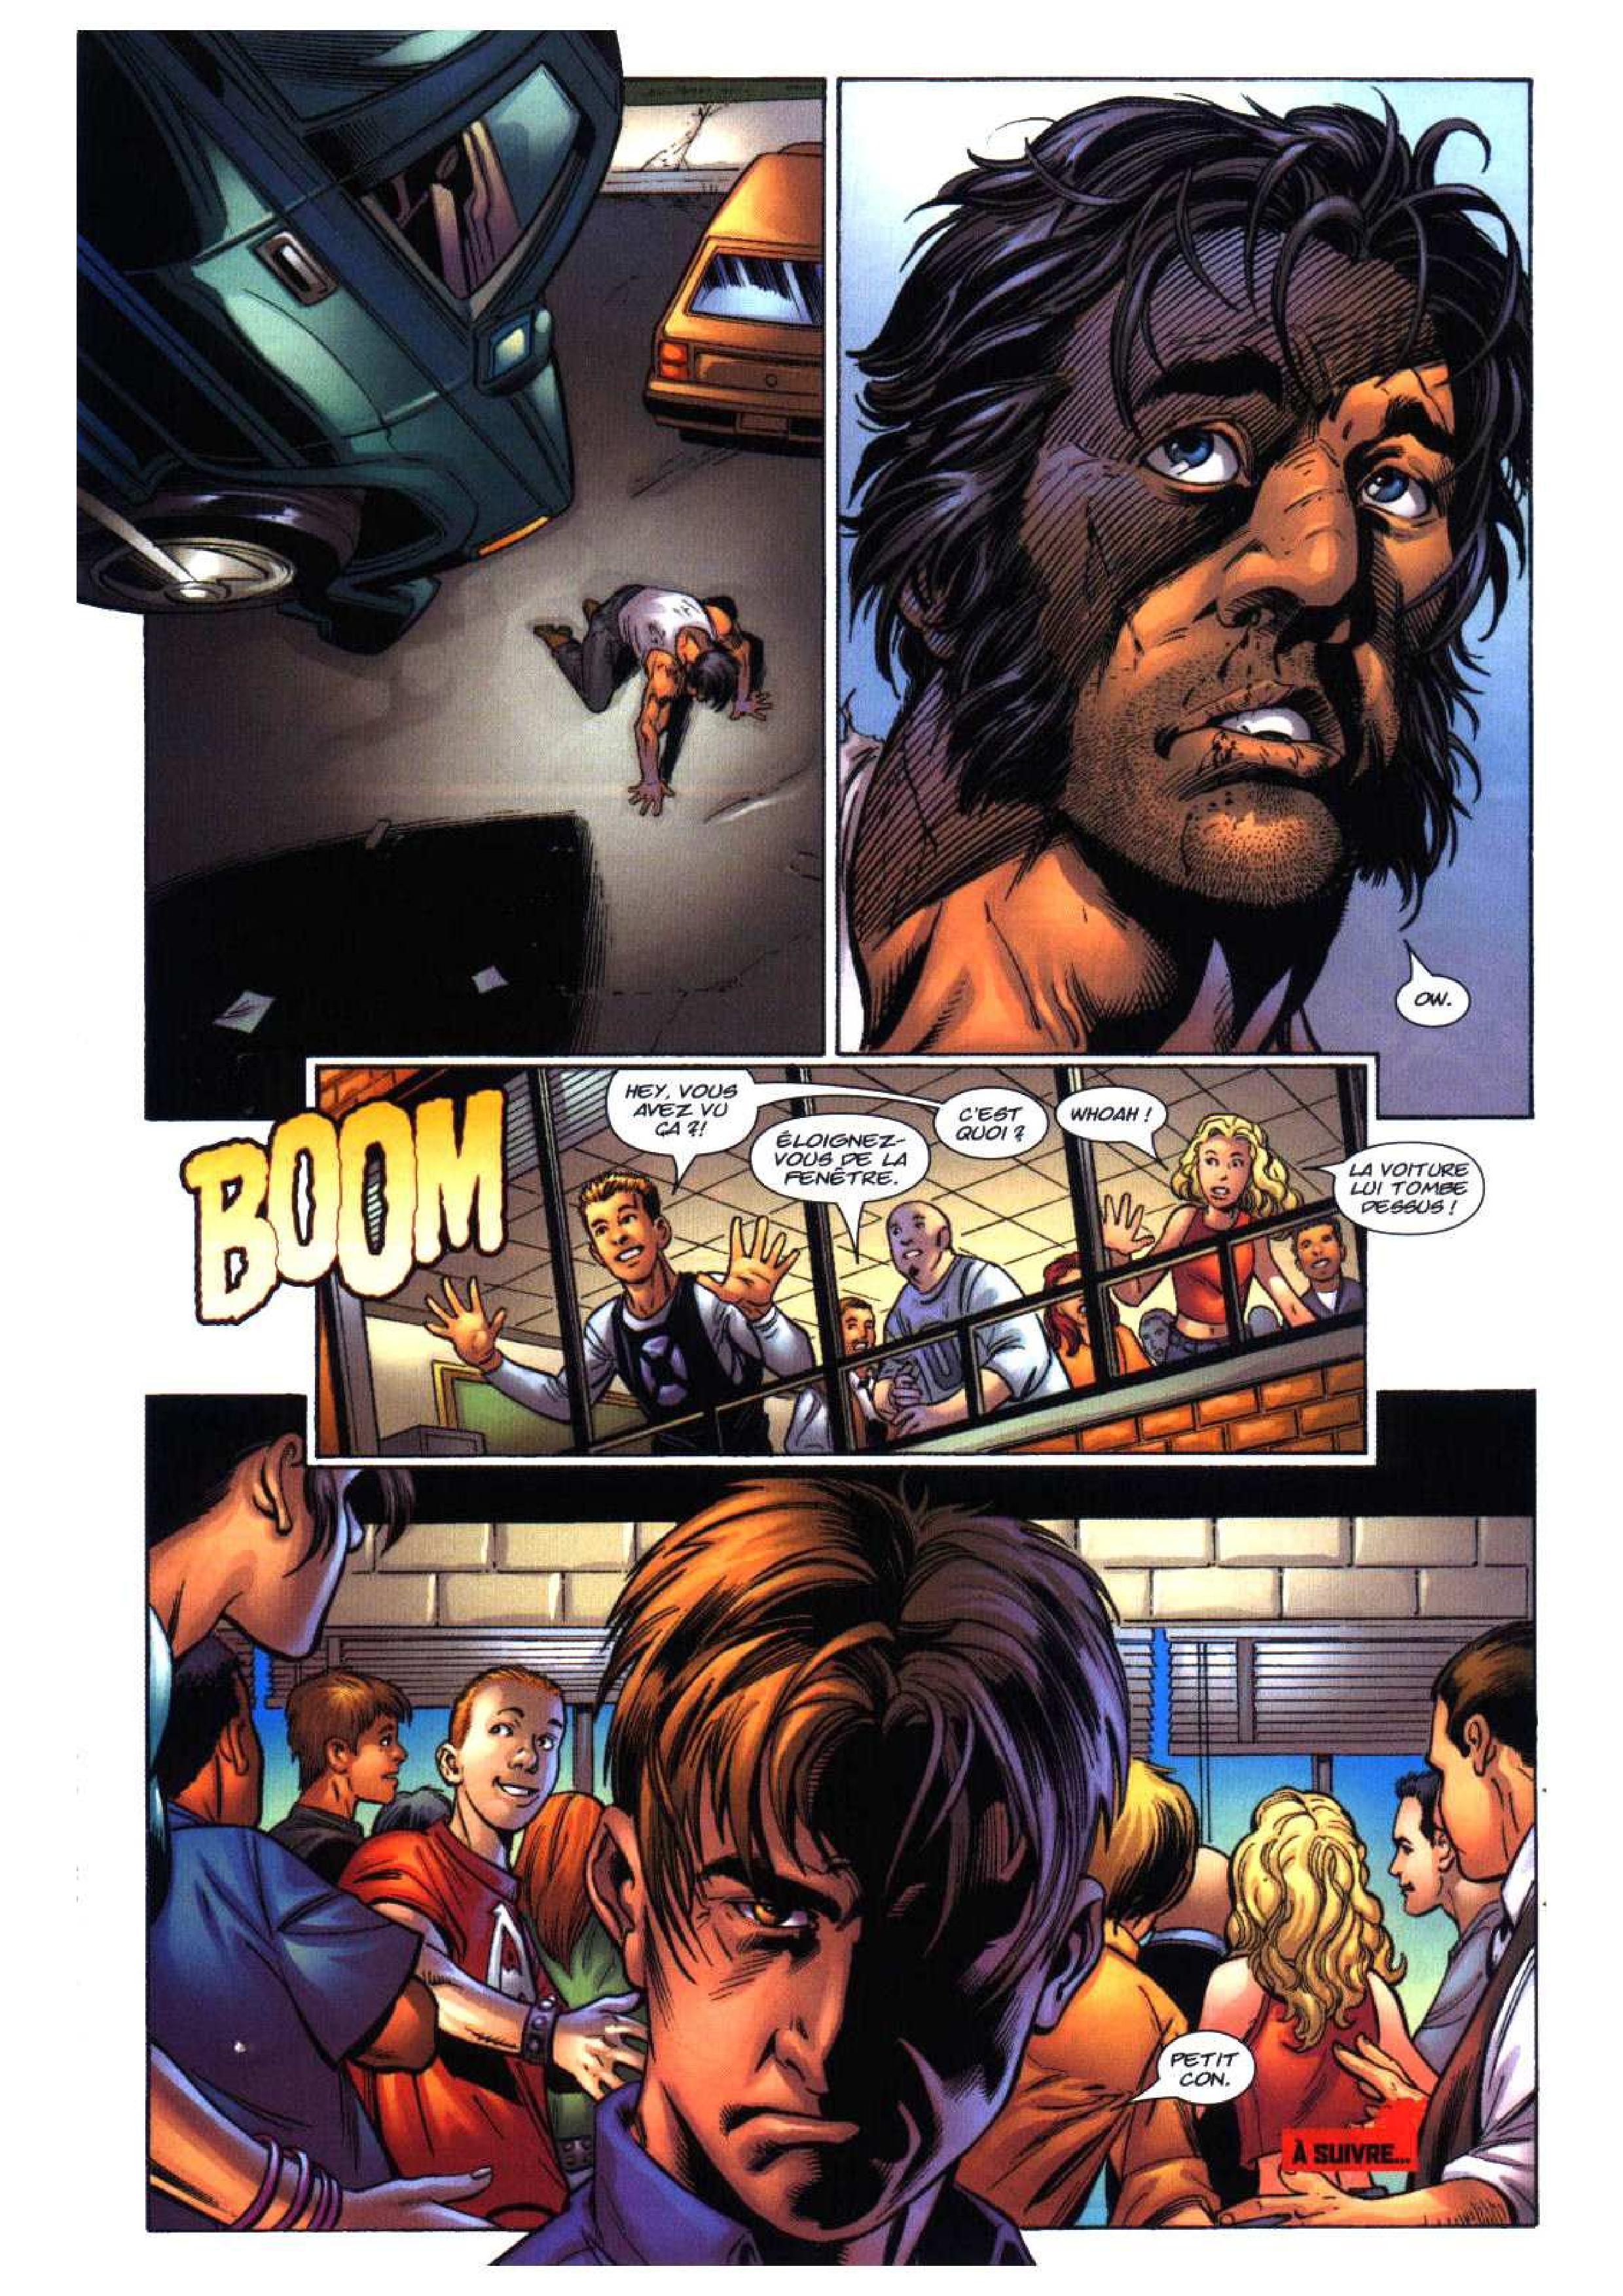 OW.
BOOM
HEY, VOUS
AVEZ VU
ÇA ?!
ÉLOIGNEZ-
VOUS DE LA
FENÊTRE.
C'EST
QUOI ?
WHOAH !
LA VOITURE
LUI TOMBE
DESSUS !
PETIT
CON.
À SUIVRE...